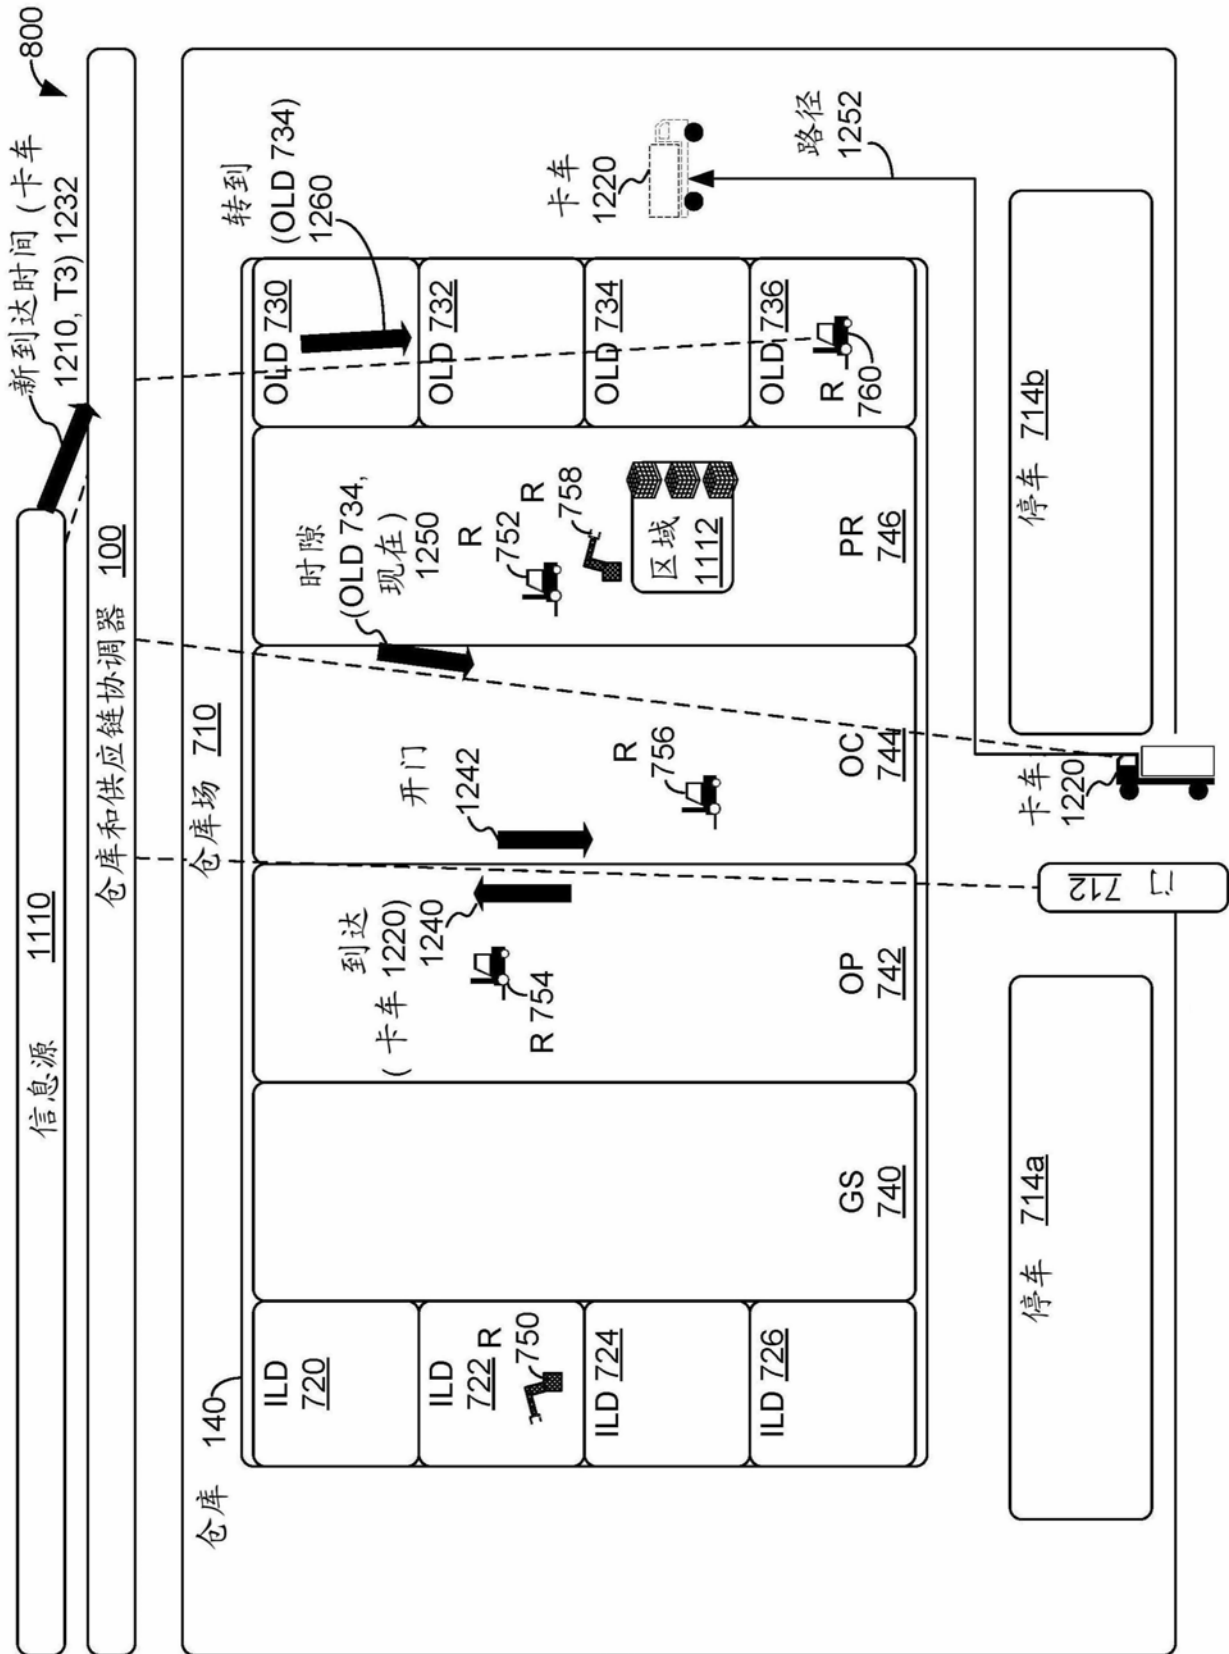 800
新到达时间 (卡车
1210, T3) 1232
信息源 1110
仓库和供应链协调器 100
仓库场 710
仓库 140
转到
(OLD 734)
1260
ILD
720
ILD
722
R
750
ILD 724
ILD 726
GS
740
到达
(卡车 1220)
1240
R 754
OP
742
开门
1242
R
756
OC
744
时隙
(OLD 734,
现在)
1250
R
752
R
758
区域
1112
PR
746
OLD 730
OLD 732
OLD 734
OLD 736
R
760
卡车
1220
路径
1252
停车 714a
门
712
卡车
1220
停车 714b